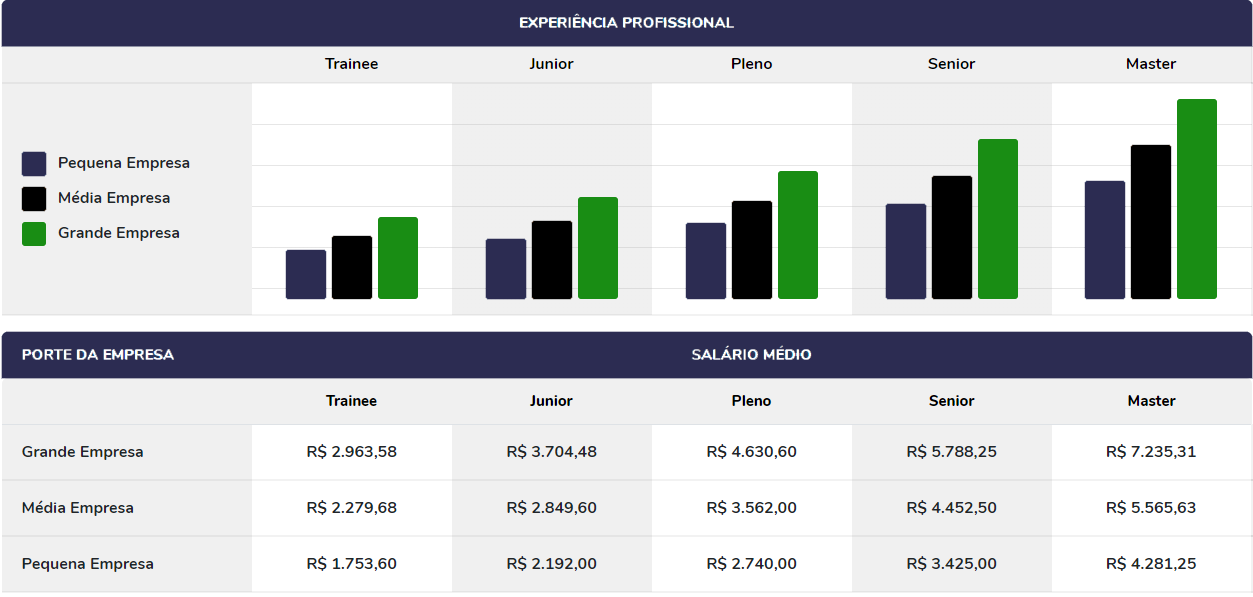 EXPERIÊNCIA PROFISSIONAL
Trainee Junior Pleno Senior Master
Pequena Empresa
Média Empresa
Grande Empresa
PORTE DA EMPRESA SALÁRIO MÉDIO
Trainee Junior Pleno Senior Master
Grande Empresa R$ 2.963,58 R$ 3.704,48 R$ 4.630,60 R$ 5.788,25 R$ 7.235,31
Média Empresa R$ 2.279,68 R$ 2.849,60 R$ 3.562,00 R$ 4.452,50 R$ 5.565,63
Pequena Empresa R$ 1.753,60 R$ 2.192,00 R$ 2.740,00 R$ 3.425,00 R$ 4.281,25